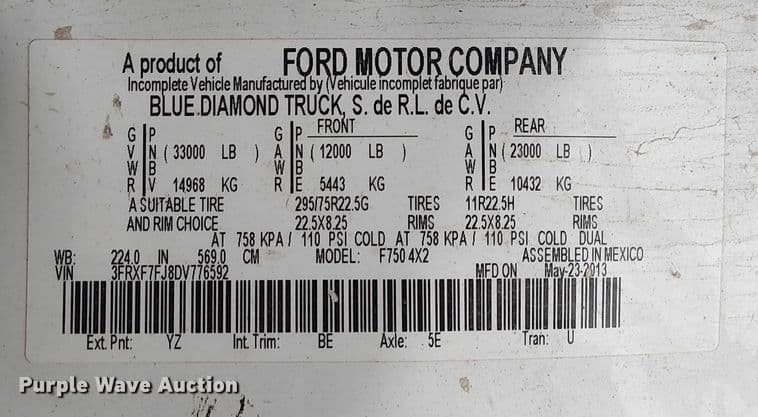 A product of FORD MOTOR COMPANY
Incomplete Vehicle Manufactured by (Vehicule incomplet fabrique par)
BLUE DIAMOND TRUCK, S. de R.L. de C.V.
G P G P FRONT G P REAR
V N ( 33000 LB ) A N ( 12000 LB ) A N ( 23000 LB )
W B W B W B
R V 14968 KG R E 5443 KG R E 10432 KG
A SUITABLE TIRE 295/75R22.5G TIRES 11R22.5H TIRES
AND RIM CHOICE 22.5X8.25 RIMS 22.5X8.25 RIMS
AT 758 KPA / 110 PSI COLD AT 758 KPA / 110 PSI COLD DUAL
WB: 224.0 IN 569.0 CM MODEL: F750 4X2 ASSEMBLED IN MEXICO
VIN 3FRXF7FJ8DV776592 MFD ON May-23-2013
Ext. Pnt: YZ Int. Trim: BE Axle: 5E Tran: U
Purple Wave Auction